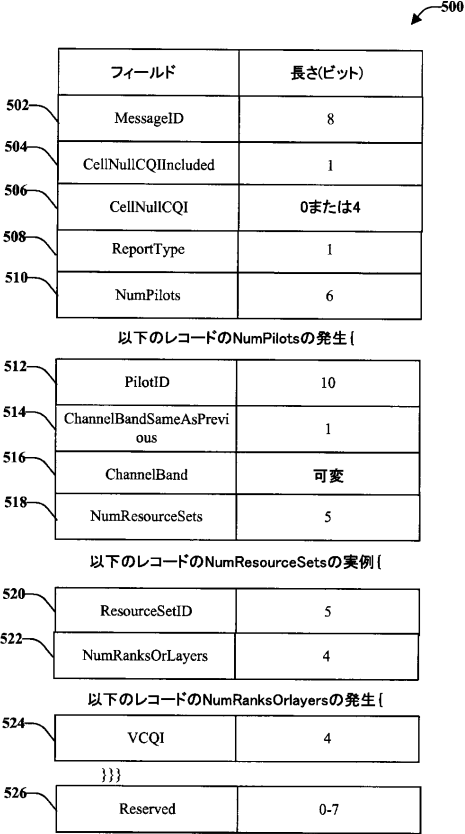 500
フィールド 長さ(ビット)
502 MessageID 8
504 CellNullCQIIncluded 1
506 CellNullCQI 0または4
508 ReportType 1
510 NumPilots 6
以下のレコードのNumPilotsの発生{
512 PilotID 10
514 ChannelBandSameAsPrevi
ous 1
516 ChannelBand 可変
518 NumResourceSets 5
以下のレコードのNumResourceSetsの実例{
520 ResourceSetID 5
522 NumRanksOrLayers 4
以下のレコードのNumRanksOrlayersの発生{
524 VCQI 4
}}}
526 Reserved 0-7